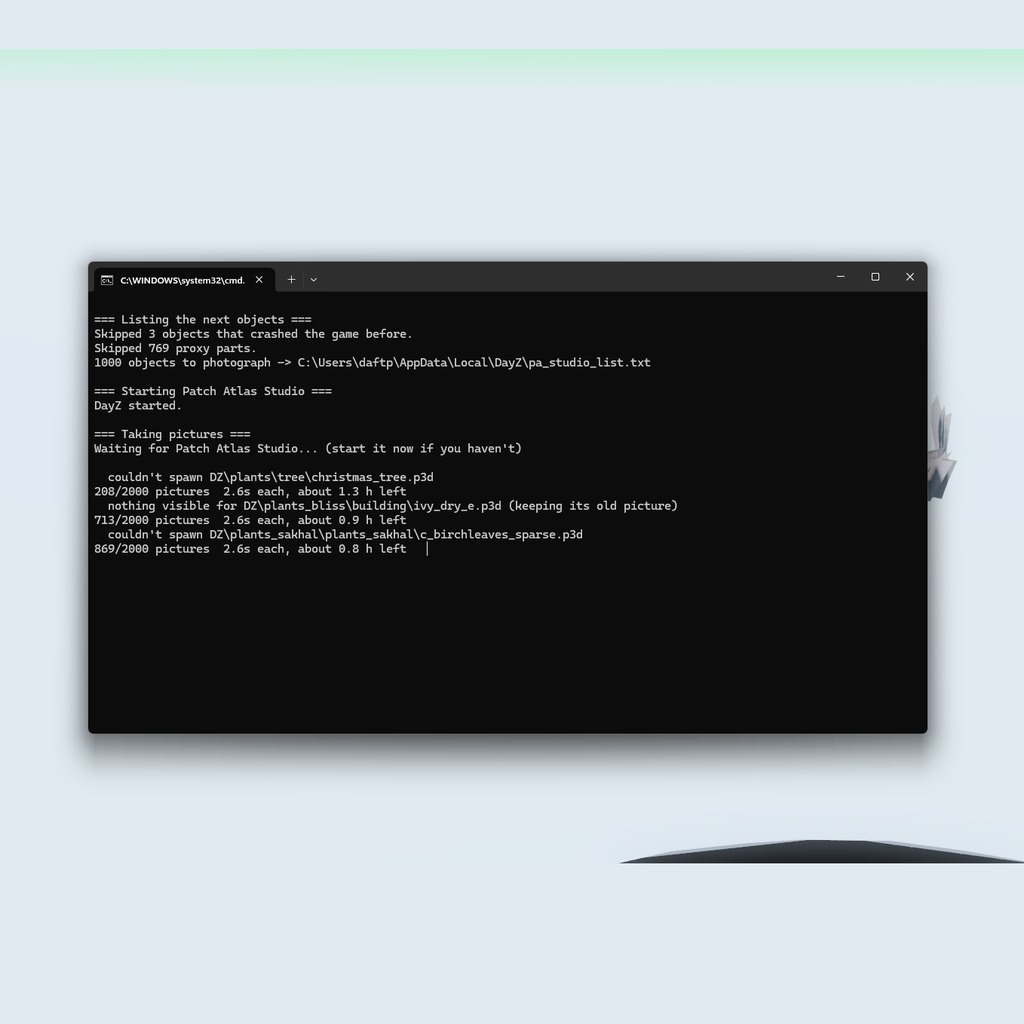 C:\WINDOWS\system32\cmd.
=== Listing the next objects ===
Skipped 3 objects that crashed the game before.
Skipped 769 proxy parts.
1000 objects to photograph -> C:\Users\daftp\AppData\Local\DayZ\pa_studio_list.txt
=== Starting Patch Atlas Studio ===
DayZ started.
=== Taking pictures ===
Waiting for Patch Atlas Studio... (start it now if you haven't)
couldn't spawn DZ\plants\tree\christmas_tree.p3d
208/2000 pictures  2.6s each, about 1.3 h left
nothing visible for DZ\plants_bliss\building\ivy_dry_e.p3d (keeping its old picture)
713/2000 pictures  2.6s each, about 0.9 h left
couldn't spawn DZ\plants_sakhal\plants_sakhal\c_birchleaves_sparse.p3d
869/2000 pictures  2.6s each, about 0.8 h left